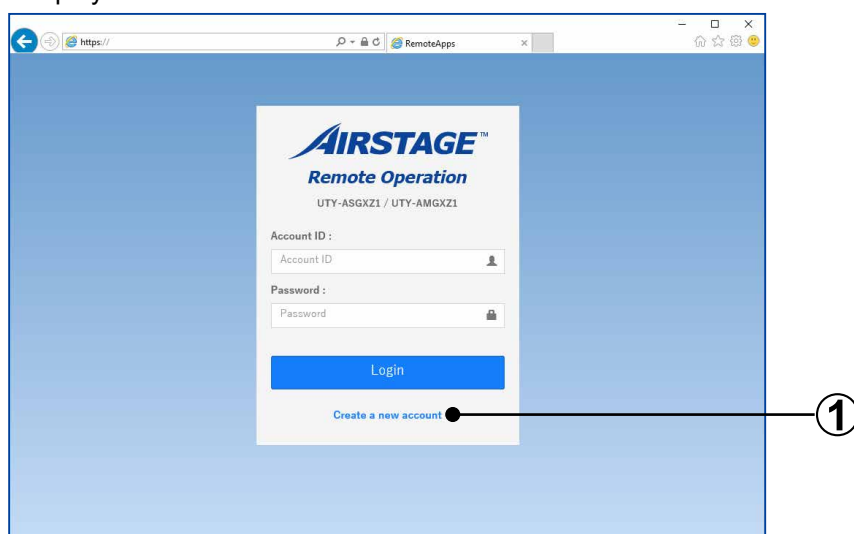 https://
RemoteApps
AIRSTAGE™
Remote Operation
UTY-ASGXZ1 / UTY-AMGXZ1
Account ID :
Account ID
Password :
Password
Login
Create a new account
1